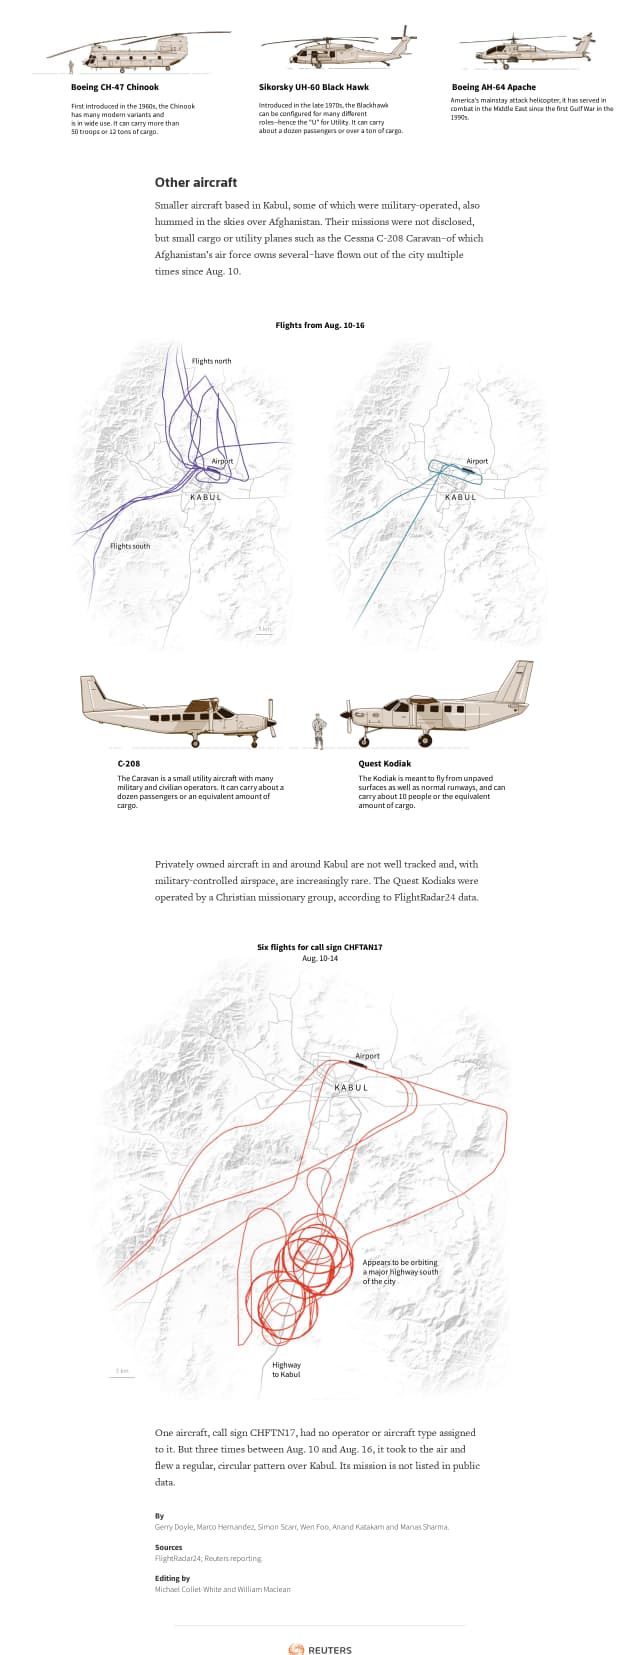 Boeing CH-47 Chinook
First introduced in the 1960s, the Chinook
has many modern variants and
is in wide use. It can carry more than
50 troops or 12 tons of cargo.
Sikorsky UH-60 Black Hawk
Introduced in the late 1970s, the Blackhawk
can be configured for many different
roles–hence the "U" for Utility. It can carry
about a dozen passengers or over a ton of cargo.
Boeing AH-64 Apache
America's mainstay attack helicopter, it has served in
combat in the Middle East since the first Gulf War in the
1990s.
Other aircraft
Smaller aircraft based in Kabul, some of which were military-operated, also
hummed in the skies over Afghanistan. Their missions were not disclosed,
but small cargo or utility planes such as the Cessna C-208 Caravan–of which
Afghanistan's air force owns several–have flown out of the city multiple
times since Aug. 10.
Flights from Aug. 10-16
Flights north
Airport
KABUL
Flights south
5 km
Airport
KABUL
C-208
The Caravan is a small utility aircraft with many
military and civilian operators. It can carry about a
dozen passengers or an equivalent amount of
cargo.
Quest Kodiak
The Kodiak is meant to fly from unpaved
surfaces as well as normal runways, and can
carry about 10 people or the equivalent
amount of cargo.
Privately owned aircraft in and around Kabul are not well tracked and, with
military-controlled airspace, are increasingly rare. The Quest Kodiaks were
operated by a Christian missionary group, according to FlightRadar24 data.
Six flights for call sign CHFTAN17
Aug. 10-14
Airport
KABUL
Appears to be orbiting
a major highway south
of the city
5 km
Highway
to Kabul
One aircraft, call sign CHFTN17, had no operator or aircraft type assigned
to it. But three times between Aug. 10 and Aug. 16, it took to the air and
flew a regular, circular pattern over Kabul. Its mission is not listed in public
data.
By
Gerry Doyle, Marco Hernandez, Simon Scarr, Wen Foo, Anand Katakam and Manas Sharma.
Sources
FlightRadar24; Reuters reporting.
Editing by
Michael Collet-White and William Maclean
REUTERS